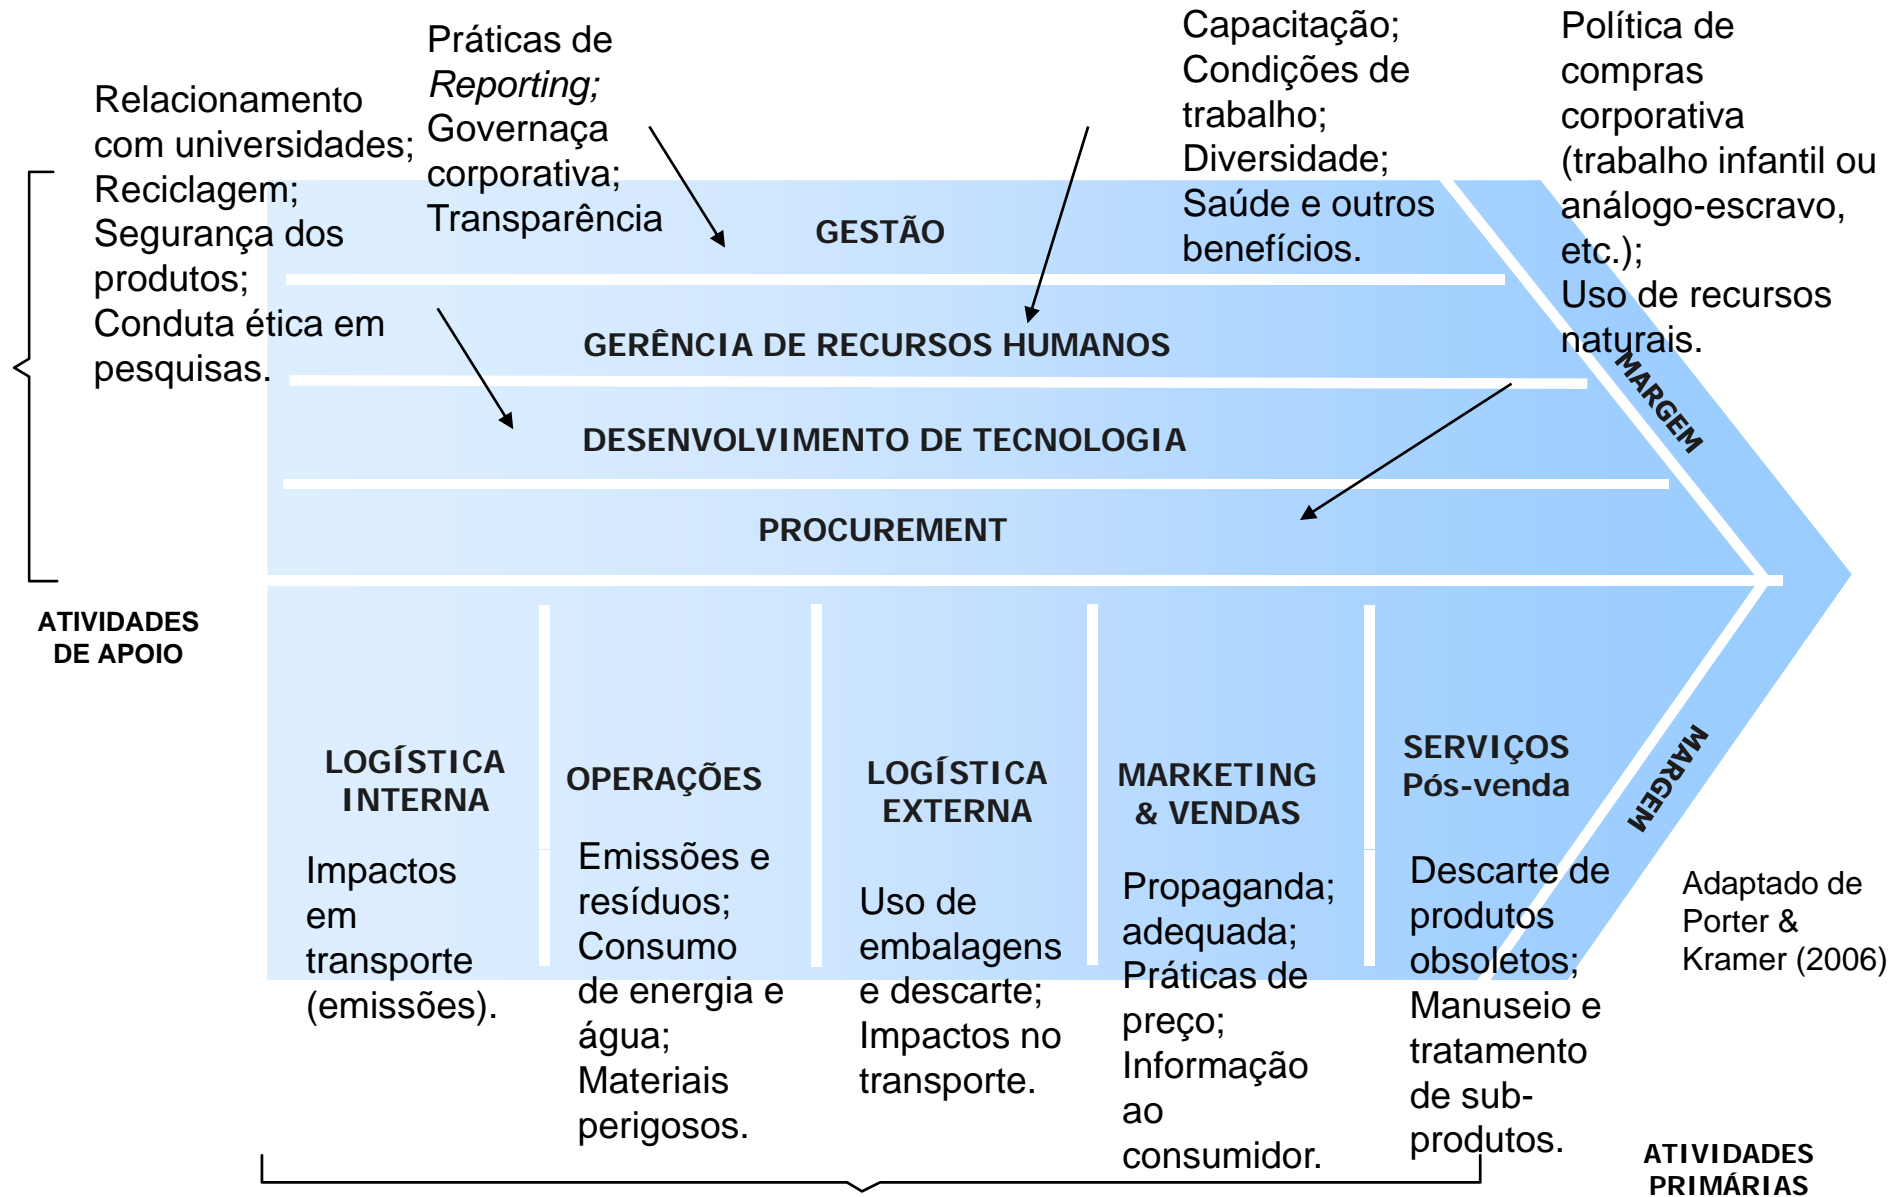 Relacionamento
com universidades;
Reciclagem;
Segurança dos
produtos;
Conduta ética em
pesquisas.
Práticas de
Reporting;
Governaça
corporativa;
Transparência
Capacitação;
Condições de
trabalho;
Diversidade;
Saúde e outros
benefícios.
Política de
compras
corporativa
(trabalho infantil ou
análogo-escravo,
etc.);
Uso de recursos
naturais.
GESTÃO
GERÊNCIA DE RECURSOS HUMANOS
DESENVOLVIMENTO DE TECNOLOGIA
PROCUREMENT
MARGEM
ATIVIDADES
DE APOIO
LOGÍSTICA
INTERNA
Impactos
em
transporte
(emissões).
OPERAÇÕES
Emissões e
resíduos;
Consumo
de energia e
água;
Materiais
perigosos.
LOGÍSTICA
EXTERNA
Uso de
embalagens
e descarte;
Impactos no
transporte.
MARKETING
& VENDAS
Propaganda;
adequada;
Práticas de
preço;
Informação
ao
consumidor.
SERVIÇOS
Pós-venda
Descarte de
produtos
obsoletos;
Manuseio e
tratamento
de sub-
produtos.
MARGEM
Adaptado de
Porter &
Kramer (2006)
ATIVIDADES
PRIMÁRIAS